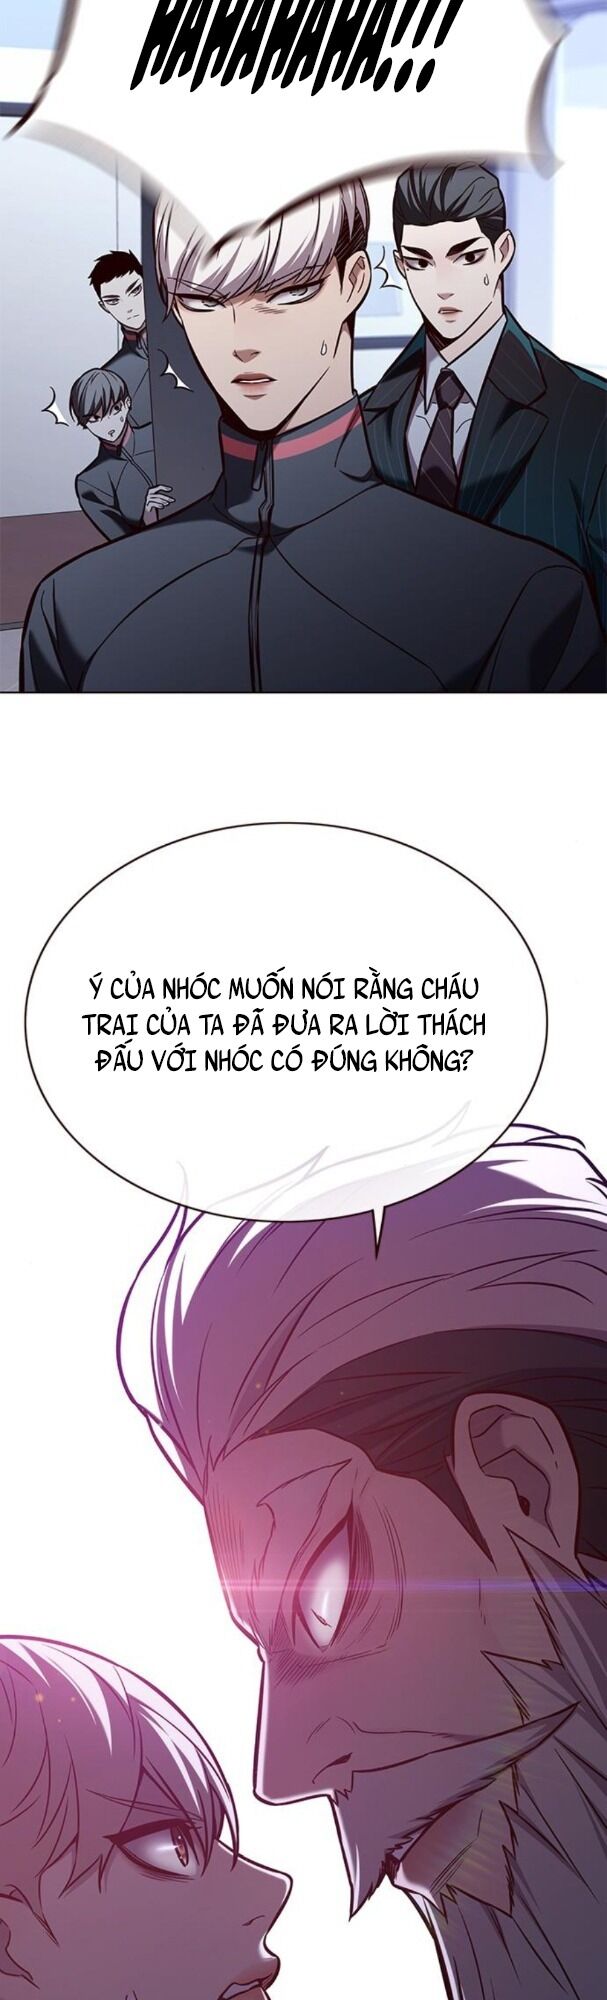 HAHAHAHAHA!!!
Ý CỦA NHÓC MUỐN NÓI RẰNG CHÁU
TRAI CỦA TA ĐÃ ĐƯA RA LỜI THÁCH
ĐẤU VỚI NHÓC CÓ ĐÚNG KHÔNG?